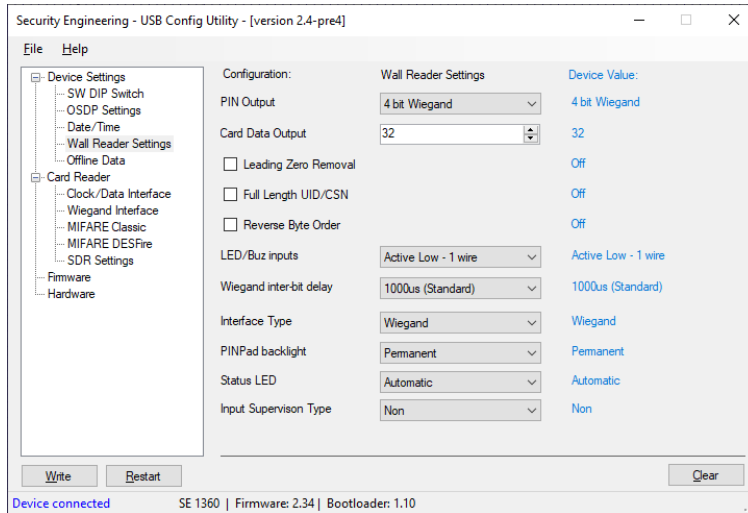 Security Engineering - USB Config Utility - [version 2.4-pre4]
File Help
Device Settings
SW DIP Switch
OSDP Settings
Date/Time
Wall Reader Settings
Offline Data
Card Reader
Clock/Data Interface
Wiegand Interface
MIFARE Classic
MIFARE DESFire
SDR Settings
Firmware
Hardware
Configuration: Wall Reader Settings Device Value:
PIN Output 4 bit Wiegand 4 bit Wiegand
Card Data Output 32 32
Leading Zero Removal Off
Full Length UID/CSN Off
Reverse Byte Order Off
LED/Buz inputs Active Low - 1 wire Active Low - 1 wire
Wiegand inter-bit delay 1000us (Standard) 1000us (Standard)
Interface Type Wiegand Wiegand
PINPad backlight Permanent Permanent
Status LED Automatic Automatic
Input Supervison Type Non Non
Write Restart Clear
Device connected SE 1360 | Firmware: 2.34 | Bootloader: 1.10